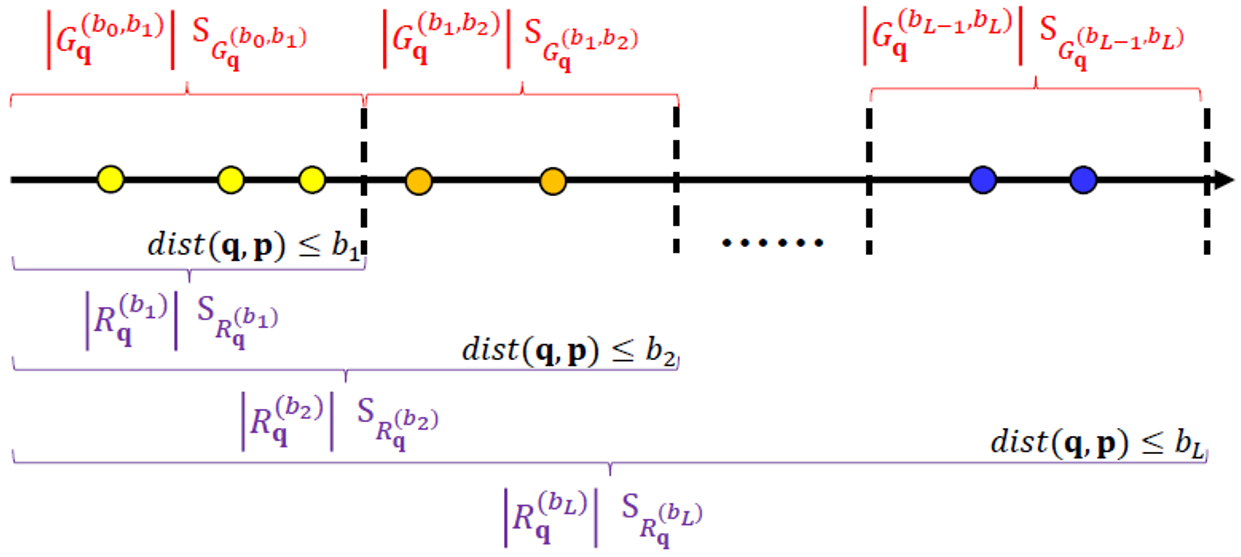 |G_𝐪^(b_0,b_1)| S_{G_𝐪^(b_0,b_1)} |G_𝐪^(b_1,b_2)| S_{G_𝐪^(b_1,b_2)} |G_𝐪^(b_{L−1},b_L)| S_{G_𝐪^(b_{L−1},b_L)}
dist(𝐪, 𝐩) ≤ b_1 ······
|R_𝐪^(b_1)| S_{R_𝐪^(b_1)}
dist(𝐪, 𝐩) ≤ b_2
|R_𝐪^(b_2)| S_{R_𝐪^(b_2)}
dist(𝐪, 𝐩) ≤ b_L
|R_𝐪^(b_L)| S_{R_𝐪^(b_L)}